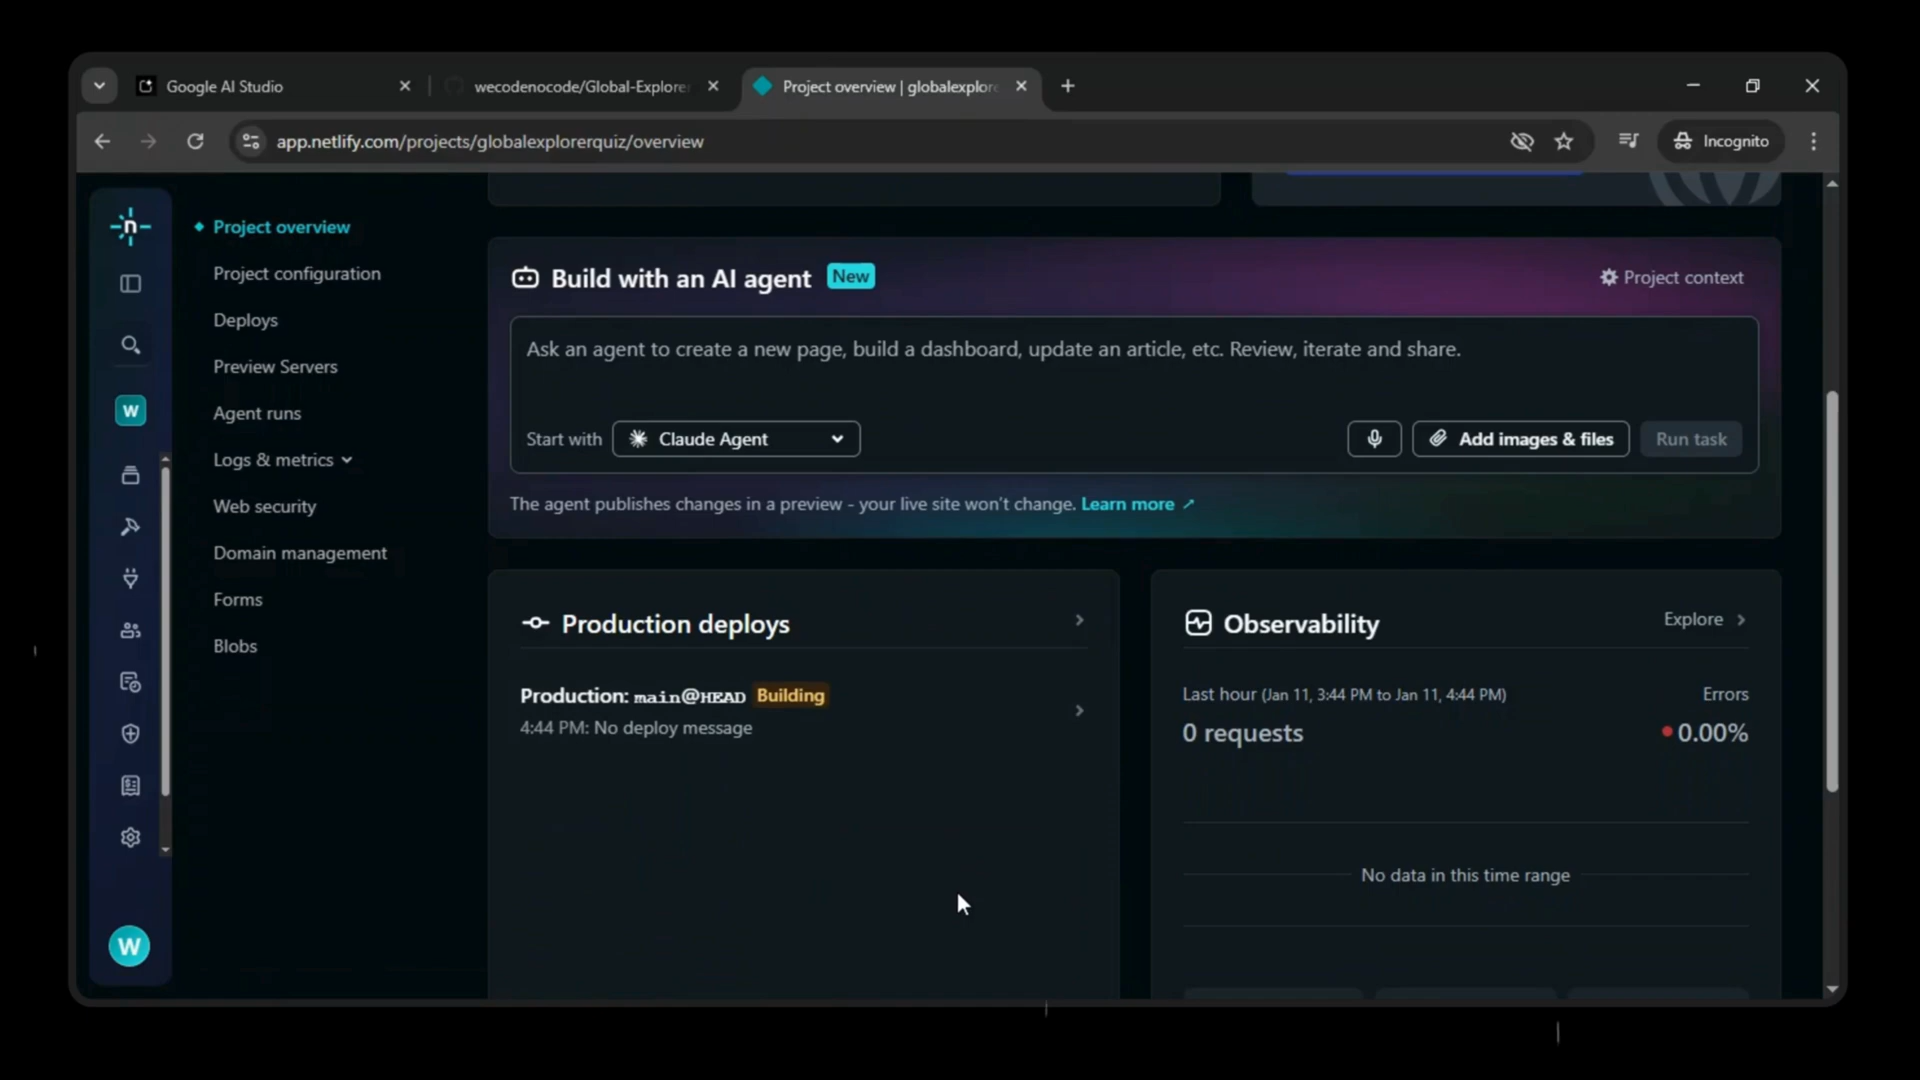 Google AI Studio
wecodenocode/Global-Explorer
Project overview | globalexplore
app.netlify.com/projects/globalexplorerquiz/overview
Incognito
n
W
W
Project overview
Project configuration
Deploys
Preview Servers
Agent runs
Logs & metrics
Web security
Domain management
Forms
Blobs
Build with an AI agent New
Project context
Ask an agent to create a new page, build a dashboard, update an article, etc. Review, iterate and share.
Start with Claude Agent
Add images & files
Run task
The agent publishes changes in a preview - your live site won't change. Learn more
Production deploys
Production: main@HEAD Building
4:44 PM: No deploy message
Observability
Explore
Last hour (Jan 11, 3:44 PM to Jan 11, 4:44 PM)
Errors
0 requests
0.00%
No data in this time range